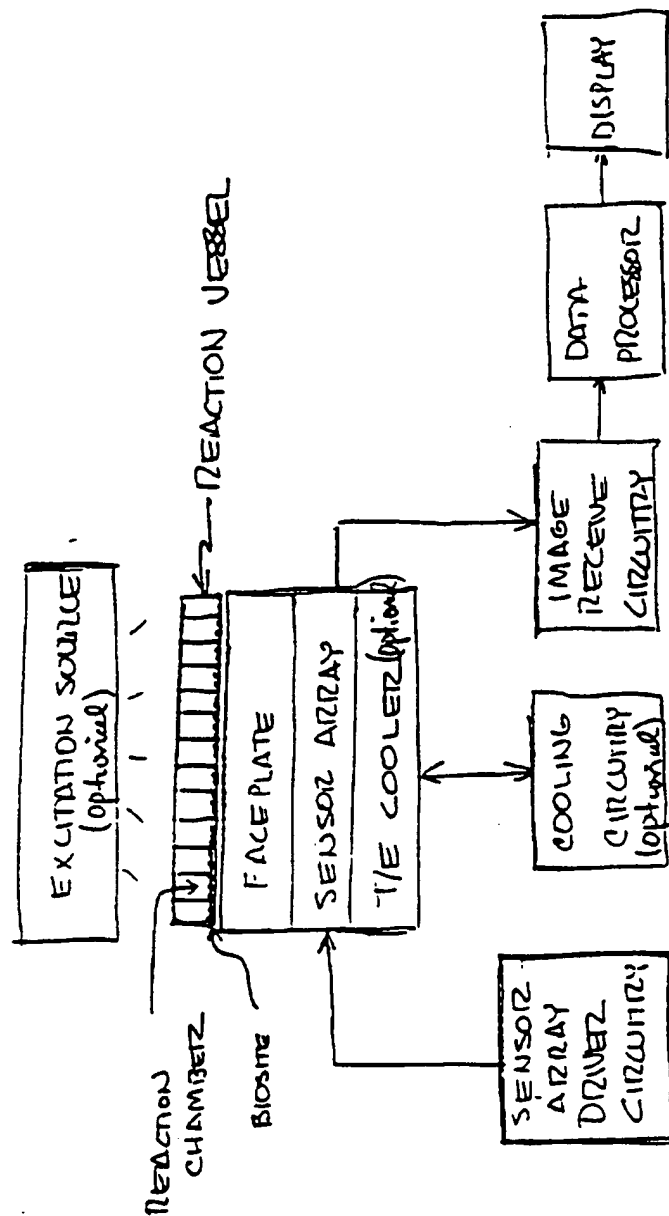 EXCITATION SOURCE
(optional)
REACTION
CHAMBER
REACTION VESSEL
BIOSITE
FACEPLATE
SENSOR ARRAY
T/E COOLER (optional)
SENSOR
ARRAY
DRIVER
CIRCUITRY
COOLING
CIRCUITRY
(optional)
IMAGE
RECEIVE
CIRCUITRY
DATA
PROCESSOR
DISPLAY